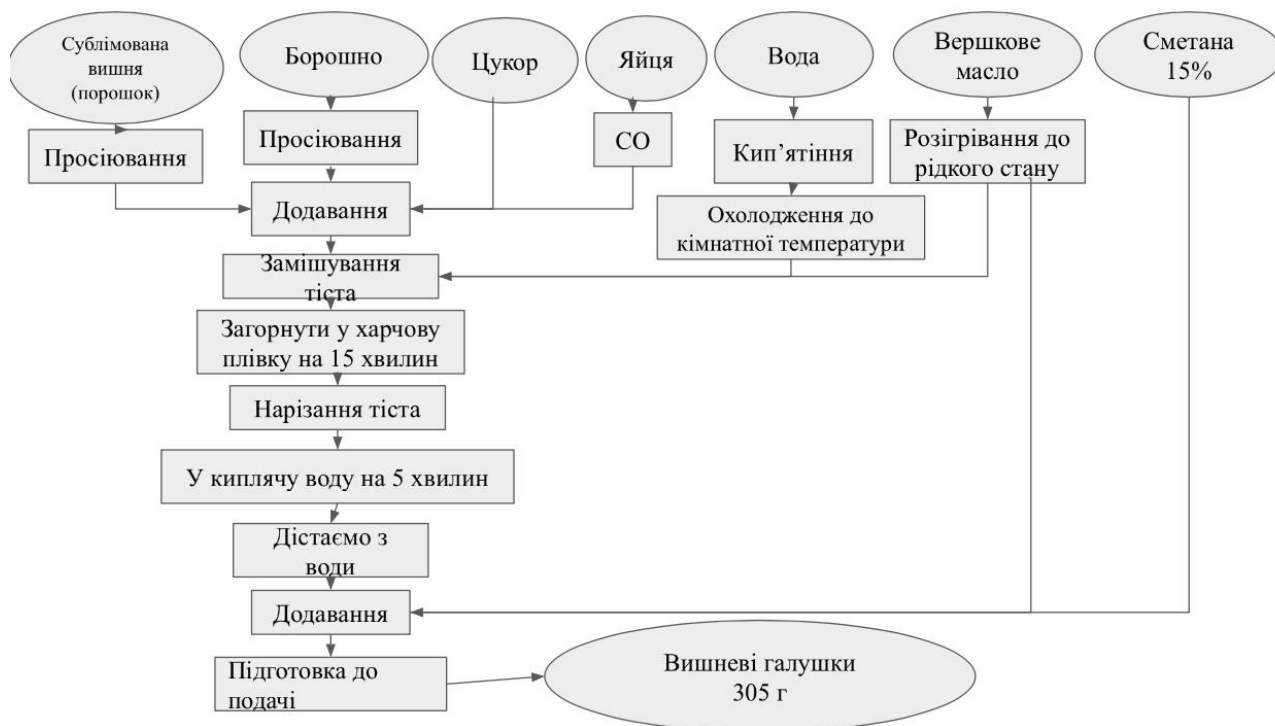 Сублімована
вишня
(порошок)
Борошно
Цукор
Яйця
Вода
Вершкове
масло
Сметана
15%
Просіювання
Просіювання
СО
Кип’ятіння
Розігрівання до
рідкого стану
Додавання
Охолодження до
кімнатної температури
Замішування
тіста
Загорнути у харчову
плівку на 15 хвилин
Нарізання тіста
У киплячу воду на 5 хвилин
Дістаємо з
води
Додавання
Підготовка до
подачі
Вишневі галушки
305 г